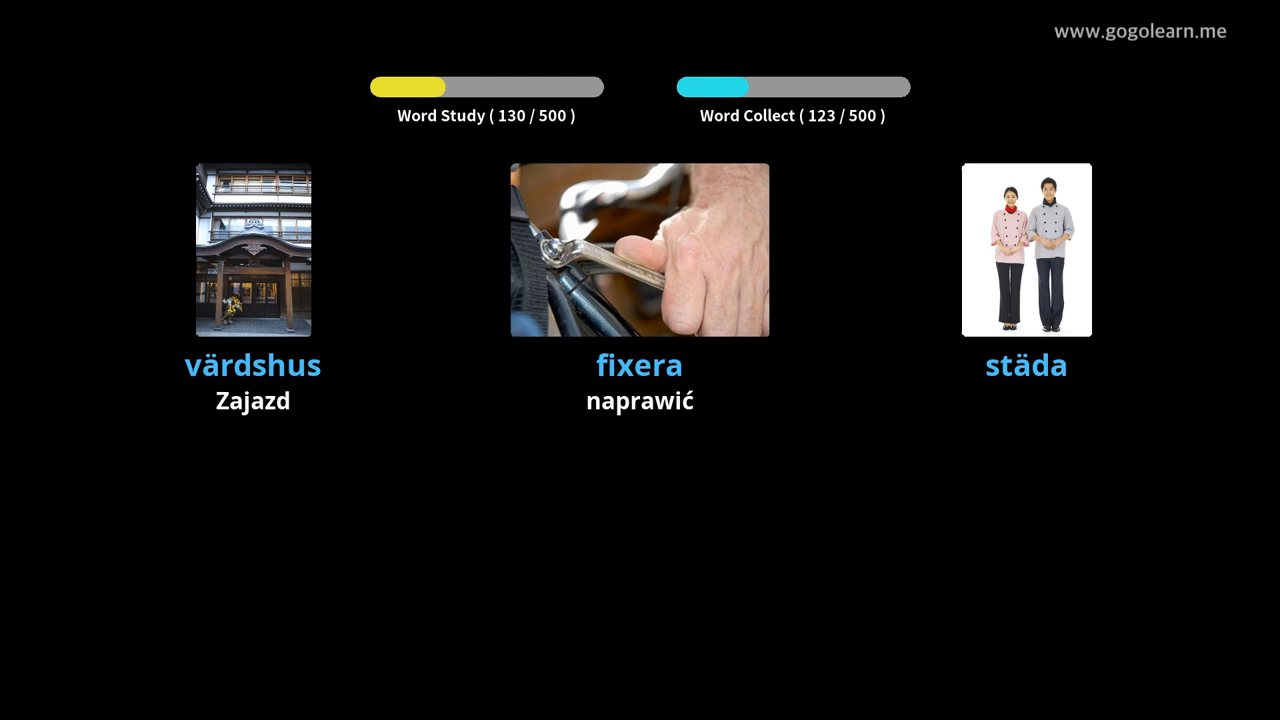 www.gogolearn.me
Word Study ( 130 / 500 )
Word Collect ( 123 / 500 )
värdshus
Zajazd
fixera
naprawić
städa